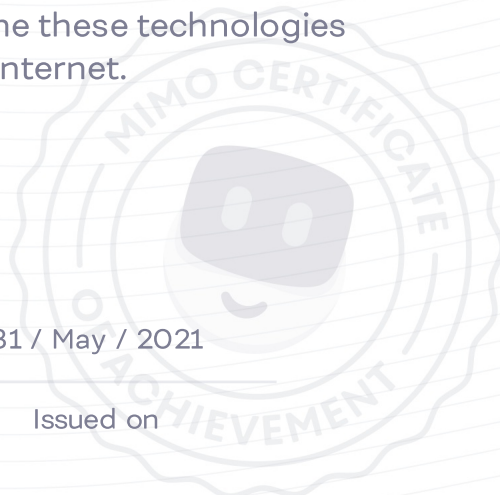 ne these technologies
nternet.
MIMO CERTIFICATE
OF ACHIEVEMENT
31 / May / 2021
Issued on